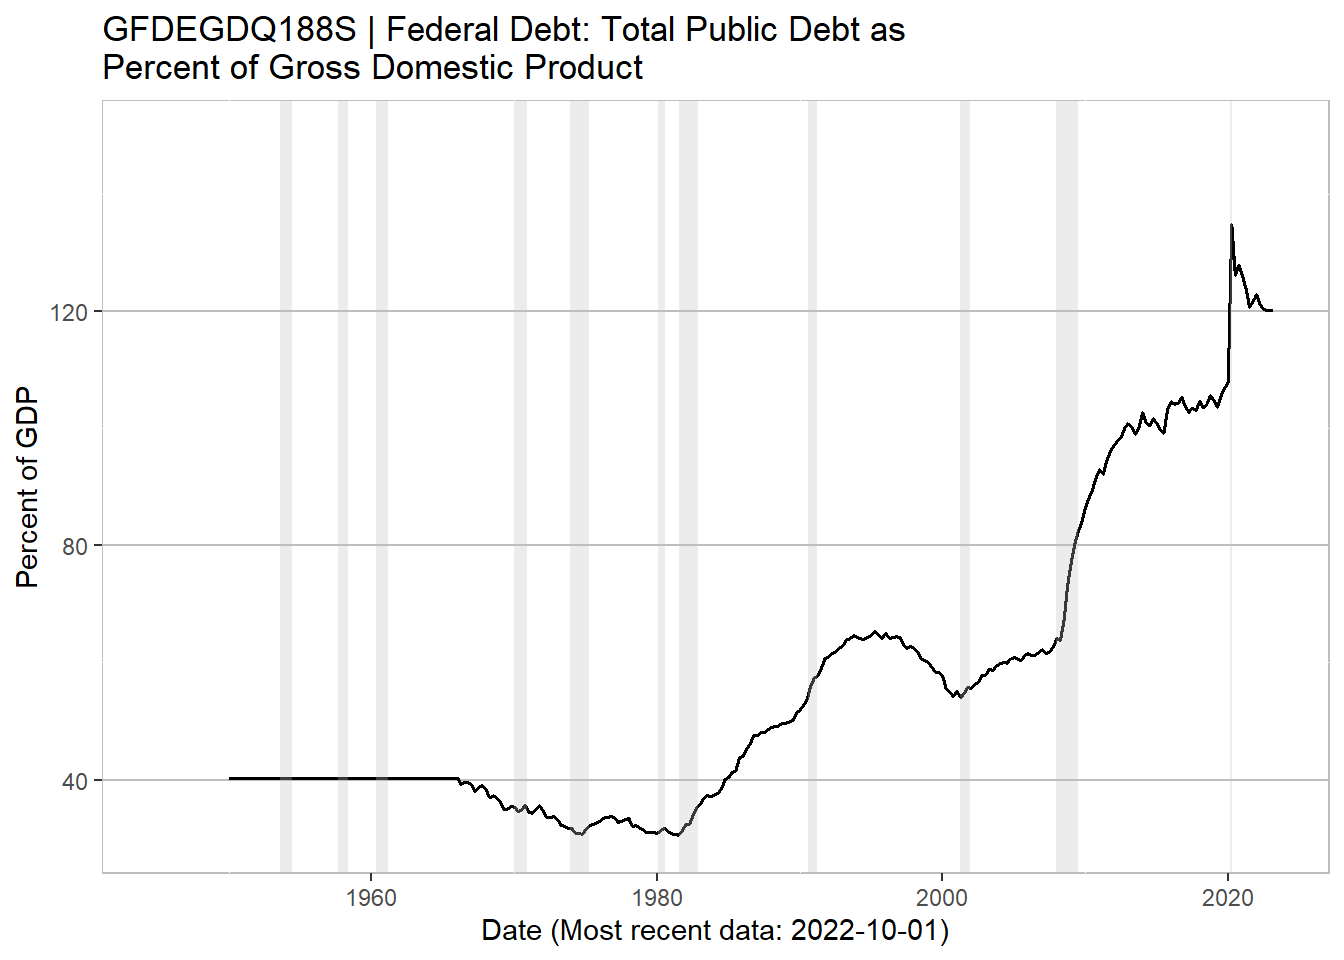 GFDEGDQ188S | Federal Debt: Total Public Debt as
Percent of Gross Domestic Product
Percent of GDP
120
80
40
1960
1980
2000
2020
Date (Most recent data: 2022-10-01)